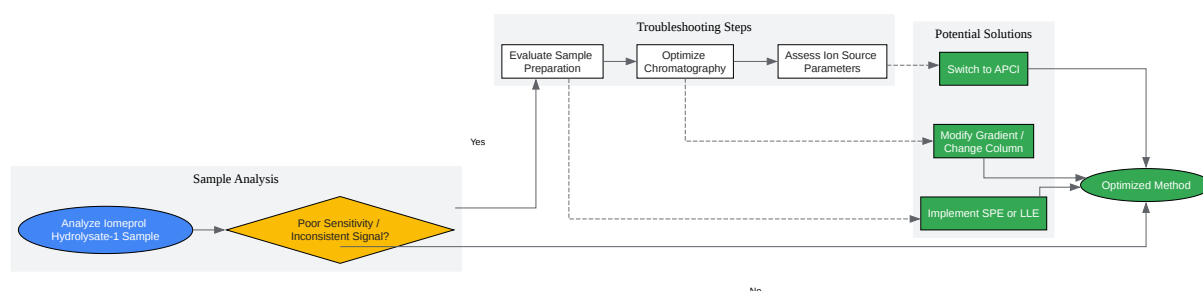 Troubleshooting Steps
Evaluate Sample
Preparation
Optimize
Chromatography
Assess Ion Source
Parameters
Potential Solutions
Switch to APCI
Modify Gradient /
Change Column
Implement SPE or LLE
Yes
Sample Analysis
Analyze Iomeprol
Hydrolysate-1 Sample
Poor Sensitivity /
Inconsistent Signal?
Optimized Method
No